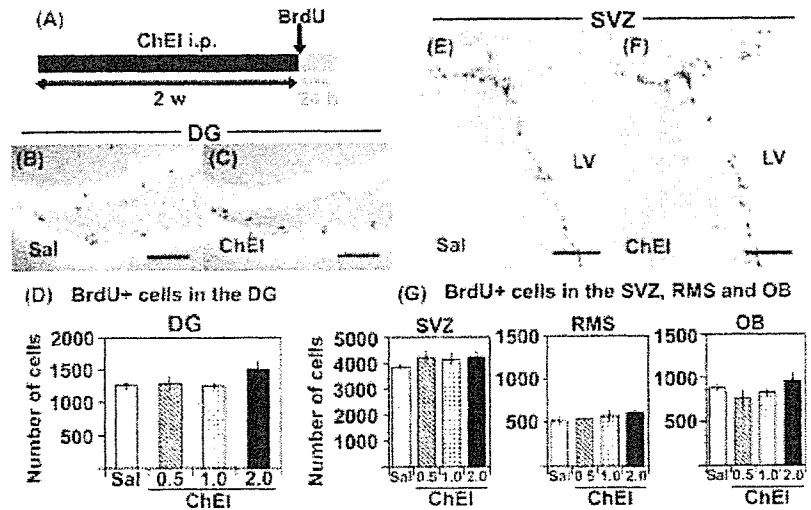 (A)
BrdU
ChEI i.p.
2 w
24 h
DG
(B)
(C)
Sal
ChEI
SVZ
(E)
(F)
LV
LV
Sal
ChEI
(D) BrdU+ cells in the DG
DG
Number of cells
2000
1500
1000
500
Sal 0.5 1.0 2.0
ChEI
(G) BrdU+ cells in the SVZ, RMS and OB
SVZ
Number of cells
5000
4000
3000
2000
1000
Sal 0.5 1.0 2.0
ChEI
RMS
1500
1000
500
Sal 0.5 1.0 2.0
ChEI
OB
1500
1000
500
Sal 0.5 1.0 2.0
ChEI